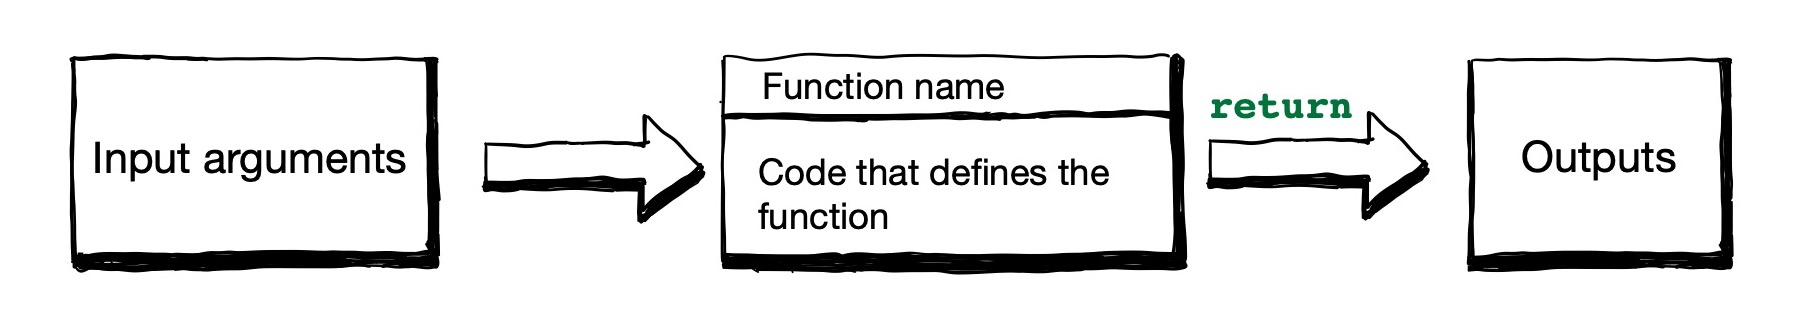 Input arguments
Function name
Code that defines the
function
return
Outputs